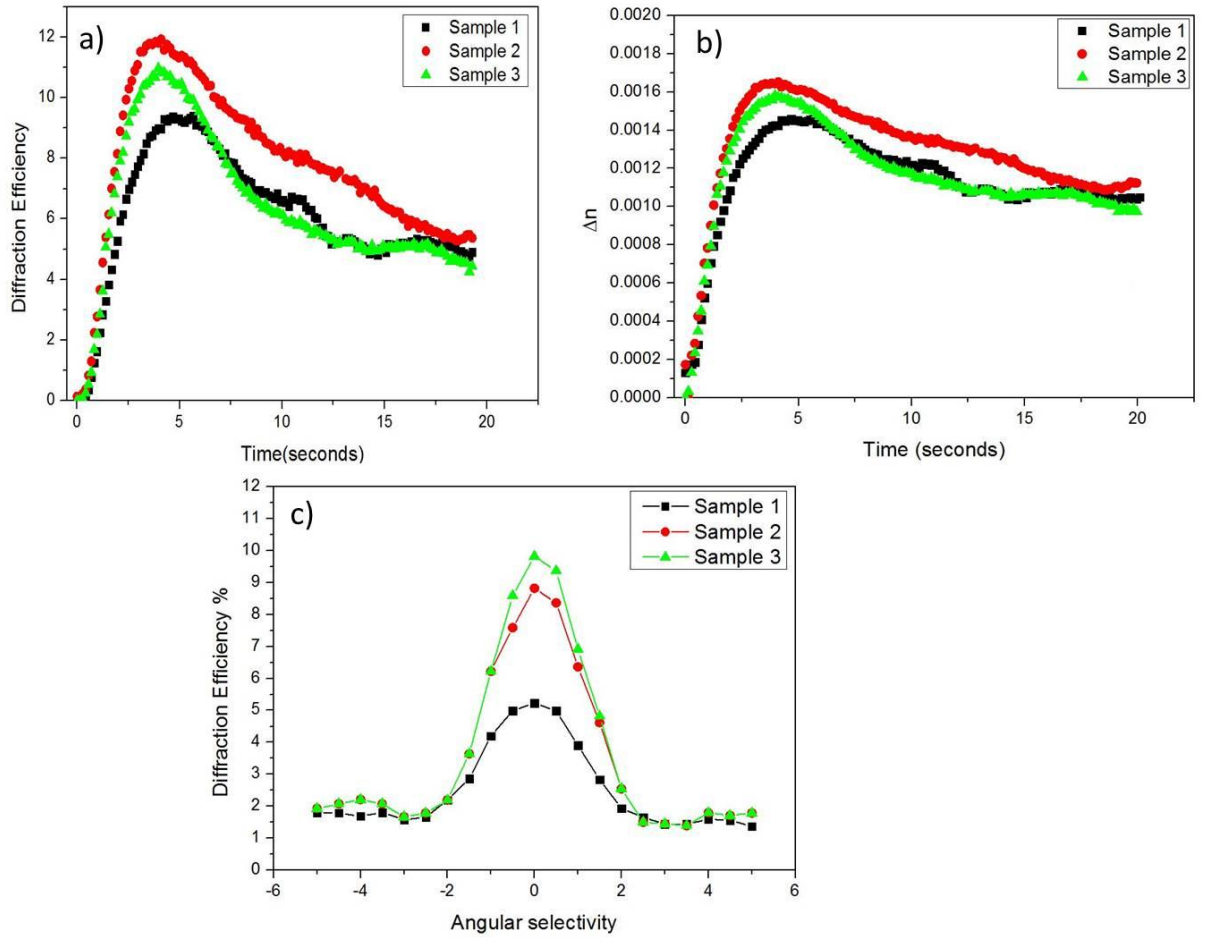 a)
Sample 1
Sample 2
Sample 3
Diffraction Efficiency
12
10
8
6
4
2
0
0 5 10 15 20
Time(seconds)
b)
Sample 1
Sample 2
Sample 3
Δn
0.0020
0.0018
0.0016
0.0014
0.0012
0.0010
0.0008
0.0006
0.0004
0.0002
0.0000
0 5 10 15 20
Time (seconds)
c)
Sample 1
Sample 2
Sample 3
Diffraction Efficiency %
12
11
10
9
8
7
6
5
4
3
2
1
0
-6 -4 -2 0 2 4 6
Angular selectivity